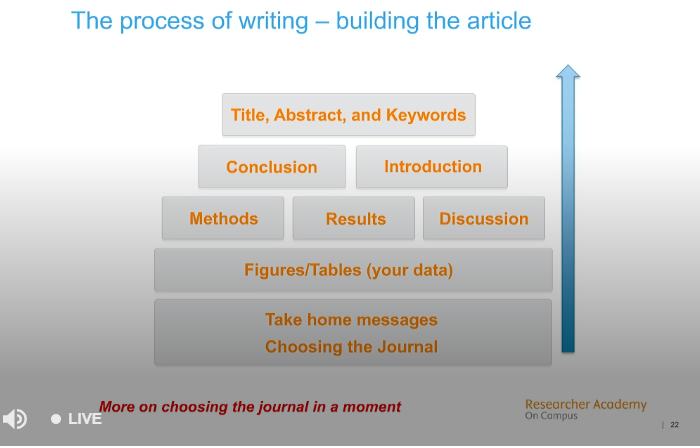 The process of writing – building the article
Title, Abstract, and Keywords
Conclusion
Introduction
Methods
Results
Discussion
Figures/Tables (your data)
Take home messages
Choosing the Journal
More on choosing the journal in a moment
LIVE
Researcher Academy
On Campus
| 22